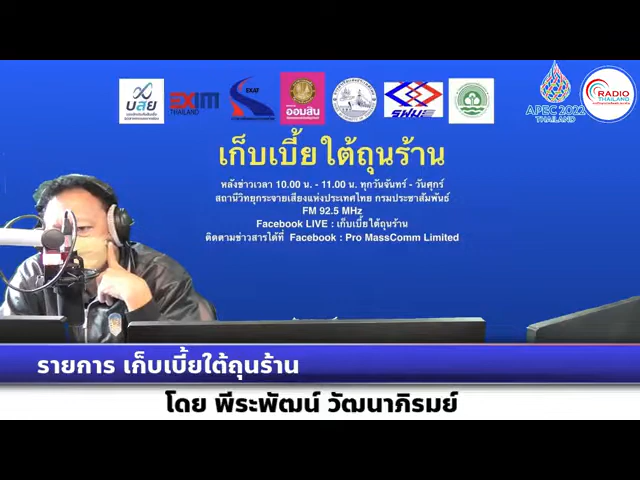 บสย
EXIM
THAILAND
EXAT
ออมสิน
รฟม
APEC 2022
THAILAND
RADIO
THAILAND
เก็บเบี้ย ใต้ถุนร้าน
หลังข่าวเวลา 10.00 น. - 11.00 น. ทุกวันจันทร์ - วันศุกร์
สถานีวิทยุกระจายเสียงแห่งประเทศไทย กรมประชาสัมพันธ์
FM 92.5 MHz
Facebook LIVE : เก็บเบี้ยใต้ถุนร้าน
ติดตามข่าวสารได้ที่ Facebook : Pro MassComm Limited
รายการ เก็บเบี้ยใต้ถุนร้าน
โดย พีระพัฒน์ วัฒนาภิรมย์